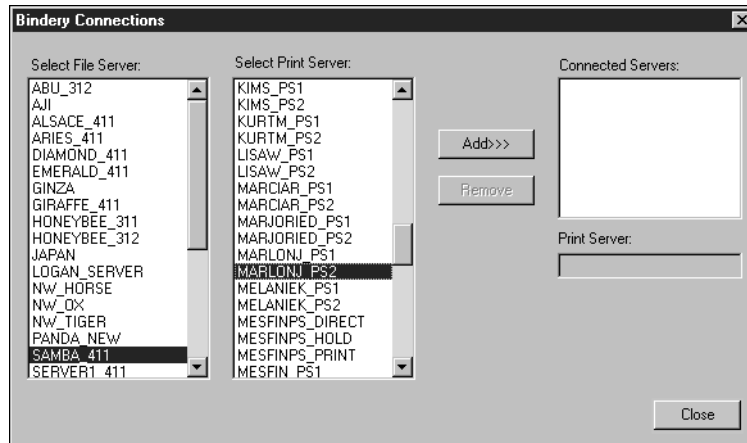 Bindery Connections
Select File Server:
ABU_312
AJI
ALSACE_411
ARIES_411
DIAMOND_411
EMERALD_411
GINZA
GIRAFFE_411
HONEYBEE_311
HONEYBEE_312
JAPAN
LOGAN_SERVER
NW_HORSE
NW_OX
NW_TIGER
PANDA_NEW
SAMBA_411
SERVER1_411
Select Print Server:
KIMS_PS1
KIMS_PS2
KURTM_PS1
KURTM_PS2
LISAW_PS1
LISAW_PS2
MARCIAR_PS1
MARCIAR_PS2
MARJORIED_PS1
MARJORIED_PS2
MARLONJ_PS1
MARLONJ_PS2
MELANIEK_PS1
MELANIEK_PS2
MESFINPS_DIRECT
MESFINPS_HOLD
MESFINPS_PRINT
MESFIN_PS1
Add>>>
Remove
Connected Servers:
Print Server:
Close